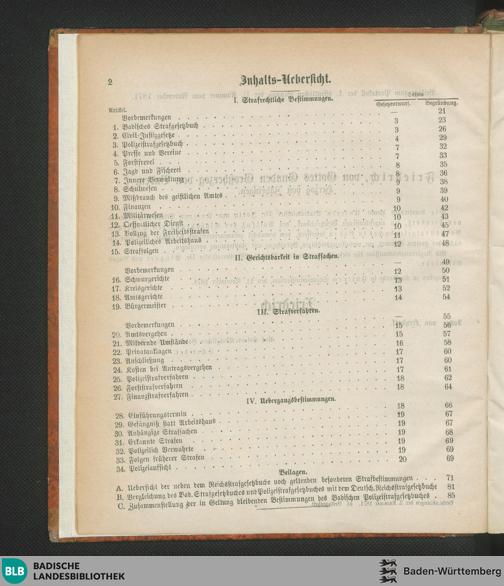 2
Inhalts-Uebersicht.
I. Strafrechtliche Bestimmungen.
Seite
Artikel. Gesetzentwurf. Begründung.
Vorbemerkungen — 21
1. Badisches Strafgesetzbuch 3 23
2. Civil-Justizgesetze 3 26
3. Polizeistrafgesetzbuch 4 29
4. Presse und Vereine 7 32
5. Forstfrevel 7 33
6. Jagd und Fischerei 8 35
7. Innere Verwaltung 8 36
8. Schulwesen 9 38
9. Mißbrauch des geistlichen Amtes 9 39
10. Finanzen 9 40
11. Militärwesen 10 42
12. Oeffentlicher Dienst 10 43
13. Vollzug der Freiheitsstrafen 10 45
14. Polizeiliches Arbeitshaus 11 47
15. Straffolgen 12 48
II. Gerichtsbarkeit in Strafsachen.
Vorbemerkungen — 49
16. Schwurgerichte 12 50
17. Kreisgerichte 13 51
18. Amtsgerichte 13 52
19. Bürgermeister 14 54
III. Strafverfahren.
Vorbemerkungen — 55
20. Amtsvergehen 15 56
21. Mildernde Umstände 15 57
22. Privatanklagen 16 58
23. Anschließung 17 60
24. Kosten bei Antragsvergehen 17 60
25. Polizeistrafverfahren 17 61
26. Forststrafverfahren 18 62
27. Finanzstrafverfahren 18 64
IV. Uebergangsbestimmungen.
28. Einführungstermin 18 66
29. Gefängniß statt Arbeitshaus 19 67
30. Anhängige Strafsachen 19 67
31. Erkannte Strafen 19 68
32. Polizeilich Verwahrte 19 69
33. Folgen früherer Strafen 19 69
34. Polizeiaufsicht 20 69
Beilagen.
A. Uebersicht der neben dem Reichsstrafgesetzbuche noch geltenden besonderen Strafbestimmungen 71
B. Vergleichung des Bad. Strafgesetzbuches und Polizeistrafgesetzbuches mit dem Deutsch. Reichsstrafgesetzbuche 81
C. Zusammenstellung der in Geltung bleibenden Bestimmungen des Badischen Polizeistrafgesetzbuches 85
BLB BADISCHE
LANDESBIBLIOTHEK
Baden-Württemberg